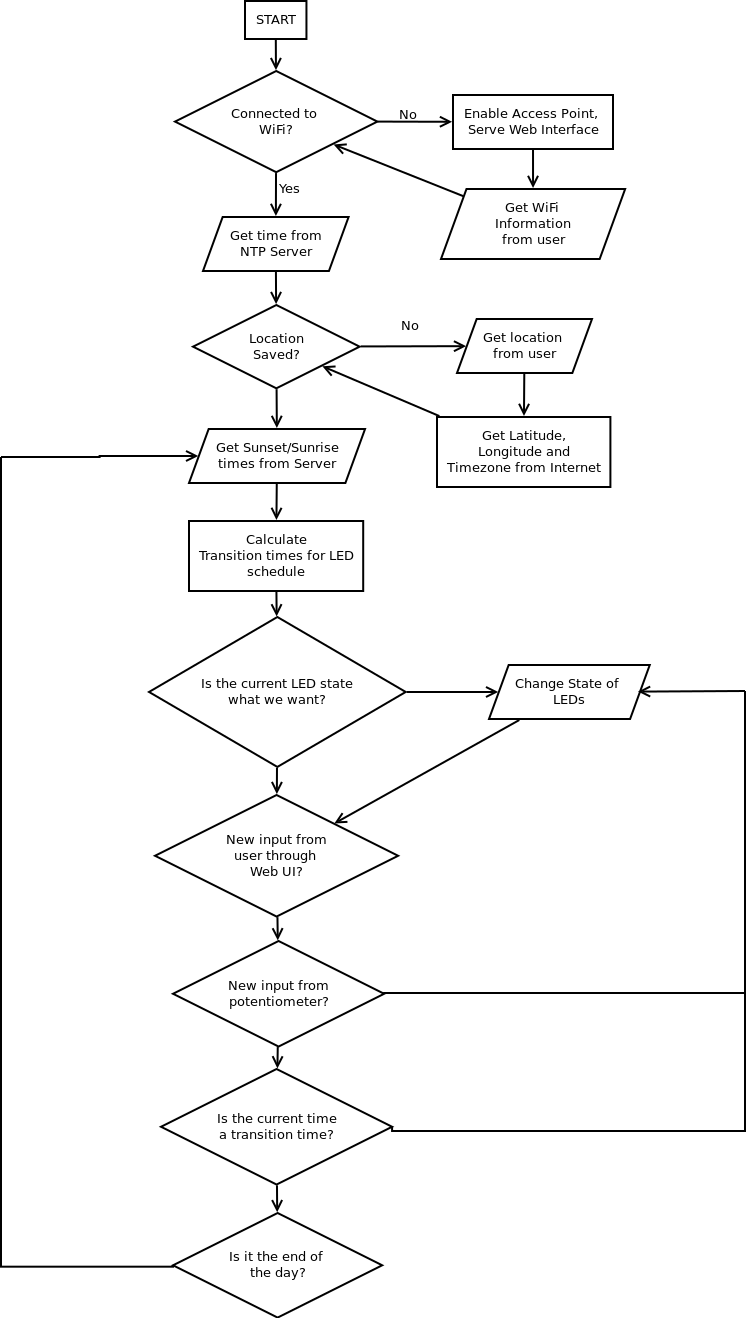 START
Connected to
WiFi?
No
Enable Access Point,
Serve Web Interface
Yes
Get WiFi
Information
from user
Get time from
NTP Server
No
Location
Saved?
Get location
from user
Get Sunset/Sunrise
times from Server
Get Latitude,
Longitude and
Timezone from Internet
Calculate
Transition times for LED
schedule
Is the current LED state
what we want?
Change State of
LEDs
New input from
user through
Web UI?
New input from
potentiometer?
Is the current time
a transition time?
Is it the end of
the day?